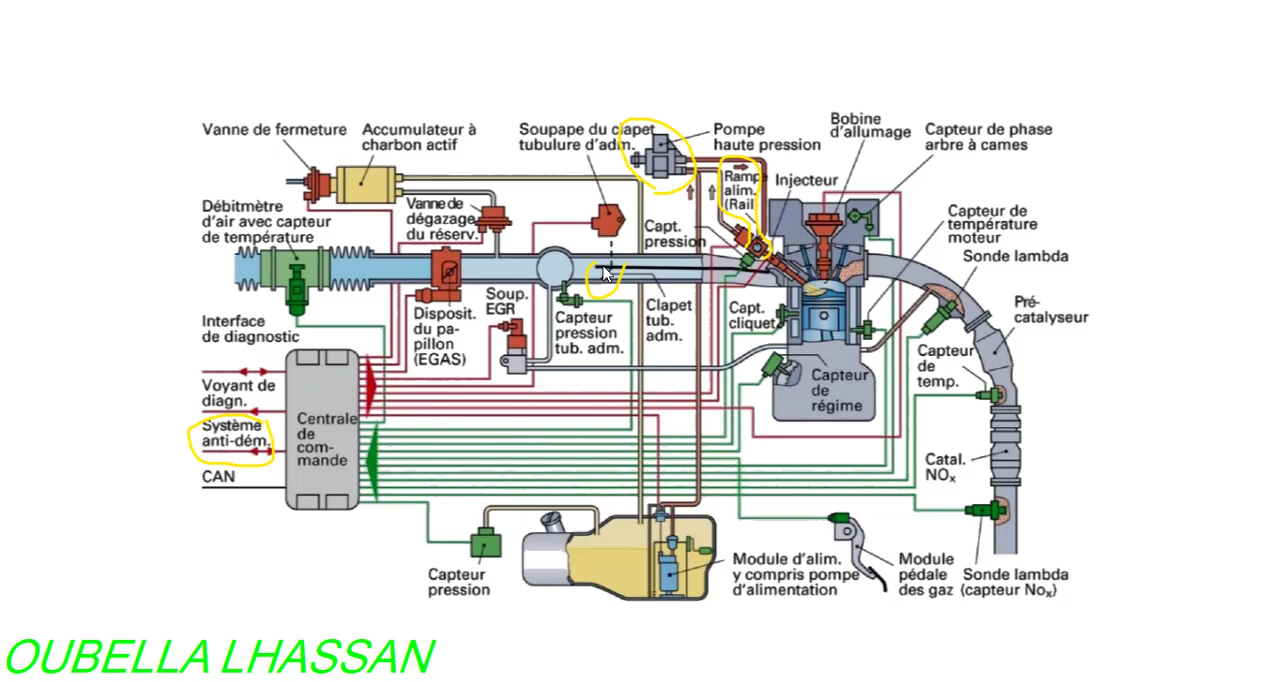 Vanne de fermeture
Accumulateur à
charbon actif
Soupape du clapet
tubulure d'adm.
Pompe
haute pression
Bobine
d'allumage
Capteur de phase
arbre à cames
Débitmètre
d'air avec capteur
de température
Vanne de
dégazage
du réserv.
Capt.
pression
Rampe
alim.
(Rail)
Injecteur
Capteur de
température
moteur
Sonde lambda
Interface
de diagnostic
Disposit.
du pa-
pillon
(EGAS)
Soup.
EGR
Capteur
pression
tub. adm.
Clapet
tub.
adm.
Capt.
cliquet
Pré-
catalyseur
Voyant de
diagn.
Système
anti-dém.
CAN
Centrale
de
com-
mande
Capteur
de
régime
Capteur
de
temp.
Catal.
NOx
Capteur
pression
Module d'alim.
y compris pompe
d'alimentation
Module
pédale
des gaz
Sonde lambda
(capteur Nox)
OUBELLA LHASSAN